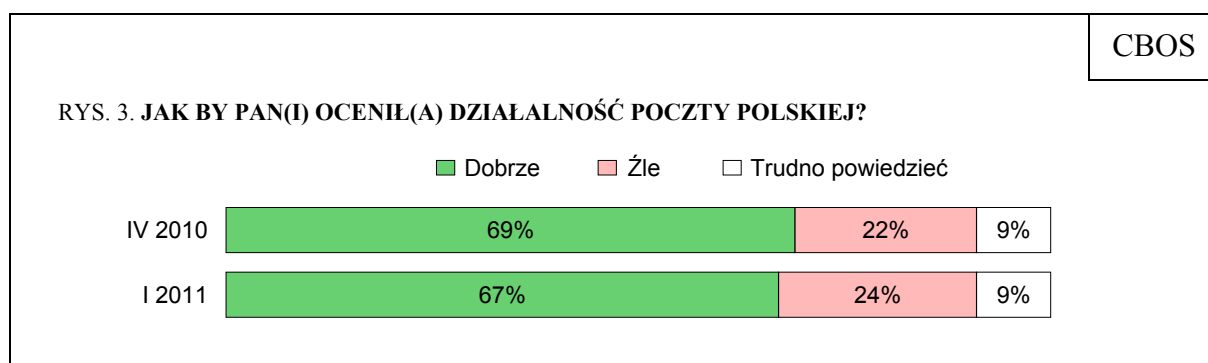 CBOS
RYS. 3. JAK BY PAN(I) OCENIŁ(A) DZIAŁALNOŚĆ POCZTY POLSKIEJ?
Dobrze Źle Trudno powiedzieć
IV 2010 69% 22% 9%
I 2011 67% 24% 9%